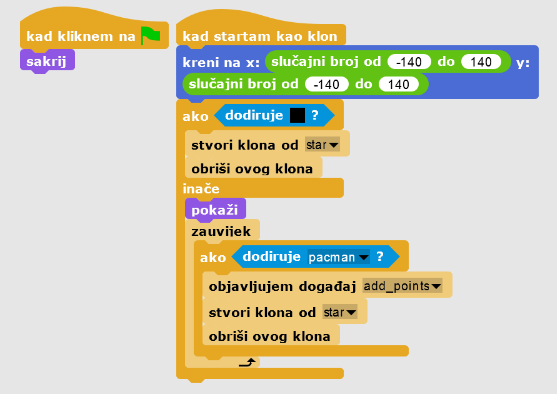 kad kliknem na
sakrij
kad startam kao klon
kreni na x: slučajni broj od -140 do 140 y:
slučajni broj od -140 do 140
ako dodiruje ?
stvori klona od star
obriši ovog klona
inače
pokaži
zauvijek
ako dodiruje pacman ?
objavljujem događaj add_points
stvori klona od star
obriši ovog klona